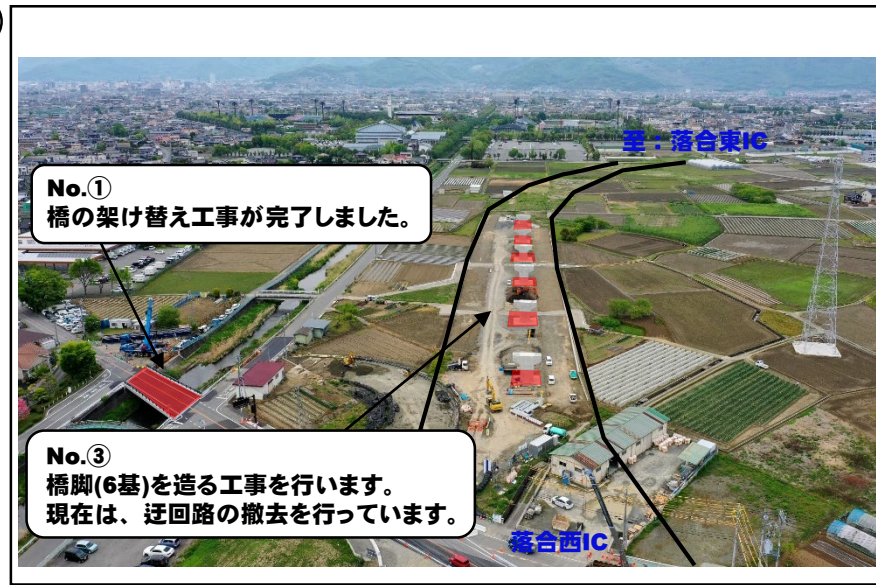 至：落合東IC
No.①
橋の架け替え工事が完了しました。
No.③
橋脚(6基)を造る工事を行います。
現在は、迂回路の撤去を行っています。
落合西IC